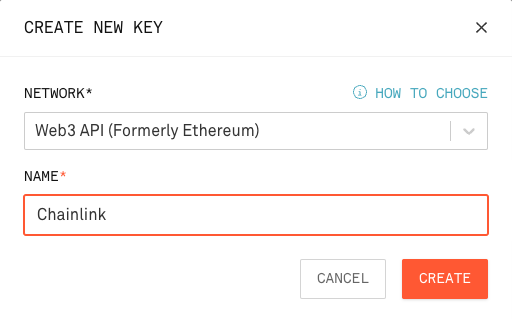 CREATE NEW KEY
NETWORK* HOW TO CHOOSE
Web3 API (Formerly Ethereum)
NAME*
Chainlink
CANCEL CREATE